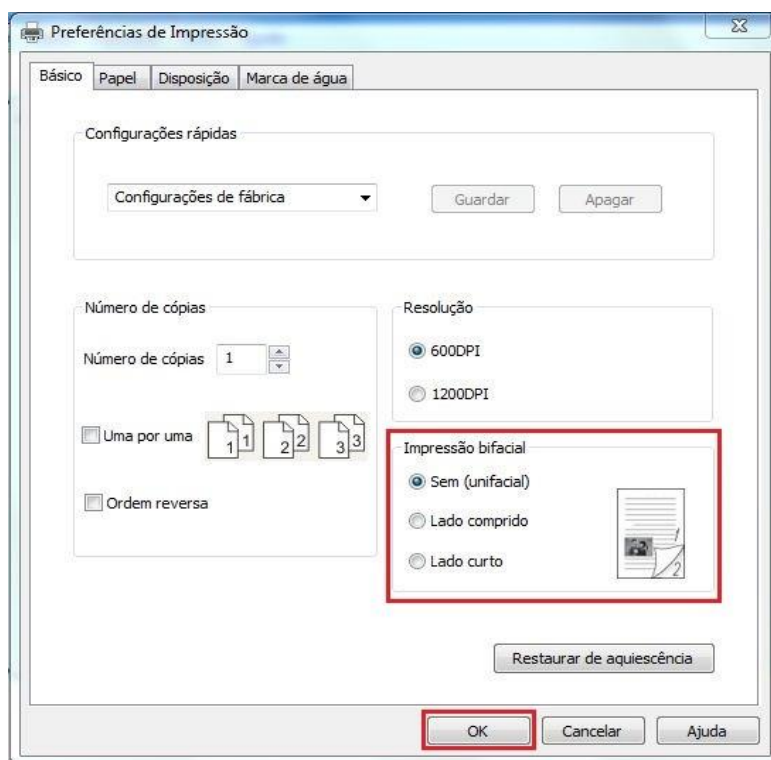 Preferências de Impressão
Básico Papel Disposição Marca de água
Configurações rápidas
Configurações de fábrica Guardar Apagar
Número de cópias
Número de cópias 1
Uma por uma 1 1 2 2 3 3
Ordem reversa
Resolução
600DPI
1200DPI
Impressão bifacial
Sem (unifacial)
Lado comprido
Lado curto
1
2
Restaurar de aquiescência
OK Cancelar Ajuda